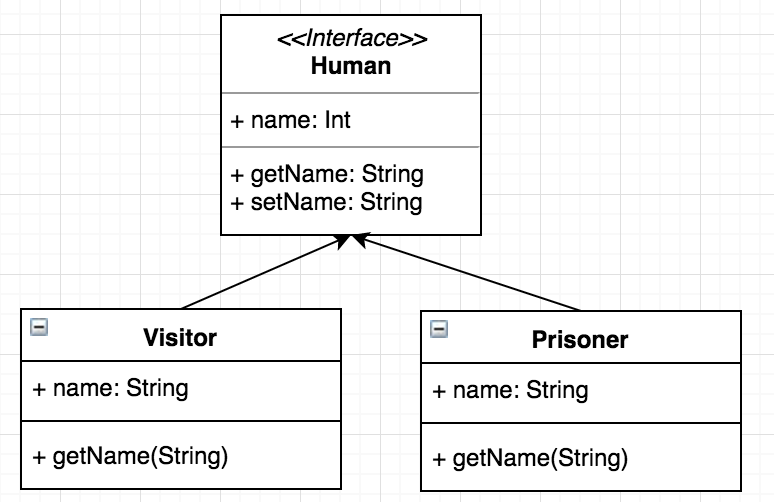 <<Interface>>
Human
+ name: Int
+ getName: String
+ setName: String
Visitor
+ name: String
+ getName(String)
Prisoner
+ name: String
+ getName(String)